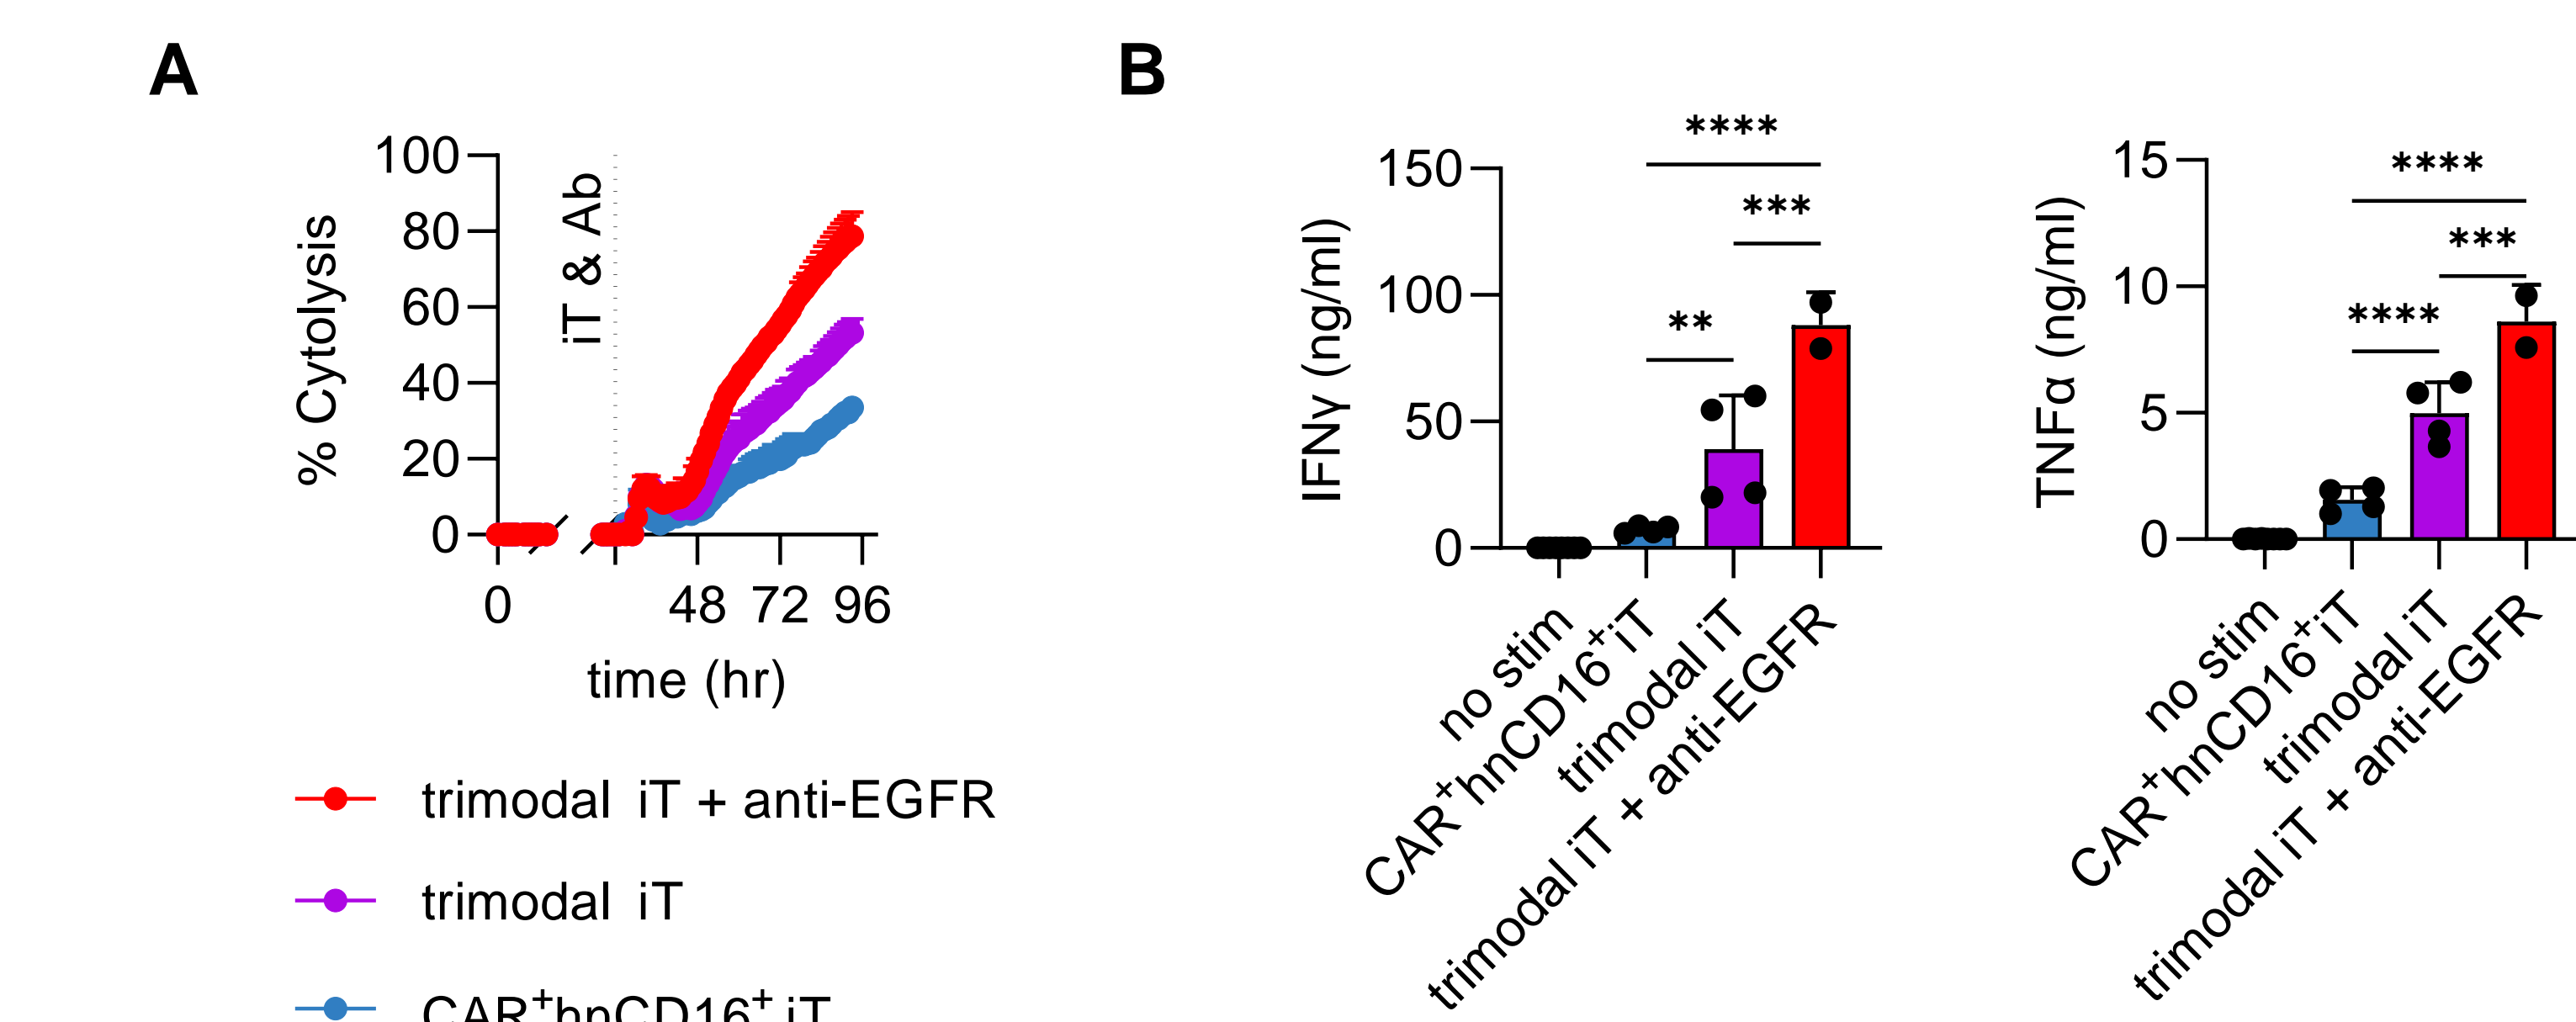 A
% Cytolysis
100
80
60
40
20
0
iT & Ab
0 48 72 96
time (hr)
trimodal iT + anti-EGFR
trimodal iT
CAR⁺hnCD16⁺ iT
B
IFNγ (ng/ml)
150
100
50
0
****
***
**
no stim
CAR⁺hnCD16⁺iT
trimodal iT
trimodal iT + anti-EGFR
TNFα (ng/ml)
15
10
5
0
****
***
****
no stim
CAR⁺hnCD16⁺iT
trimodal iT
trimodal iT + anti-EGFR